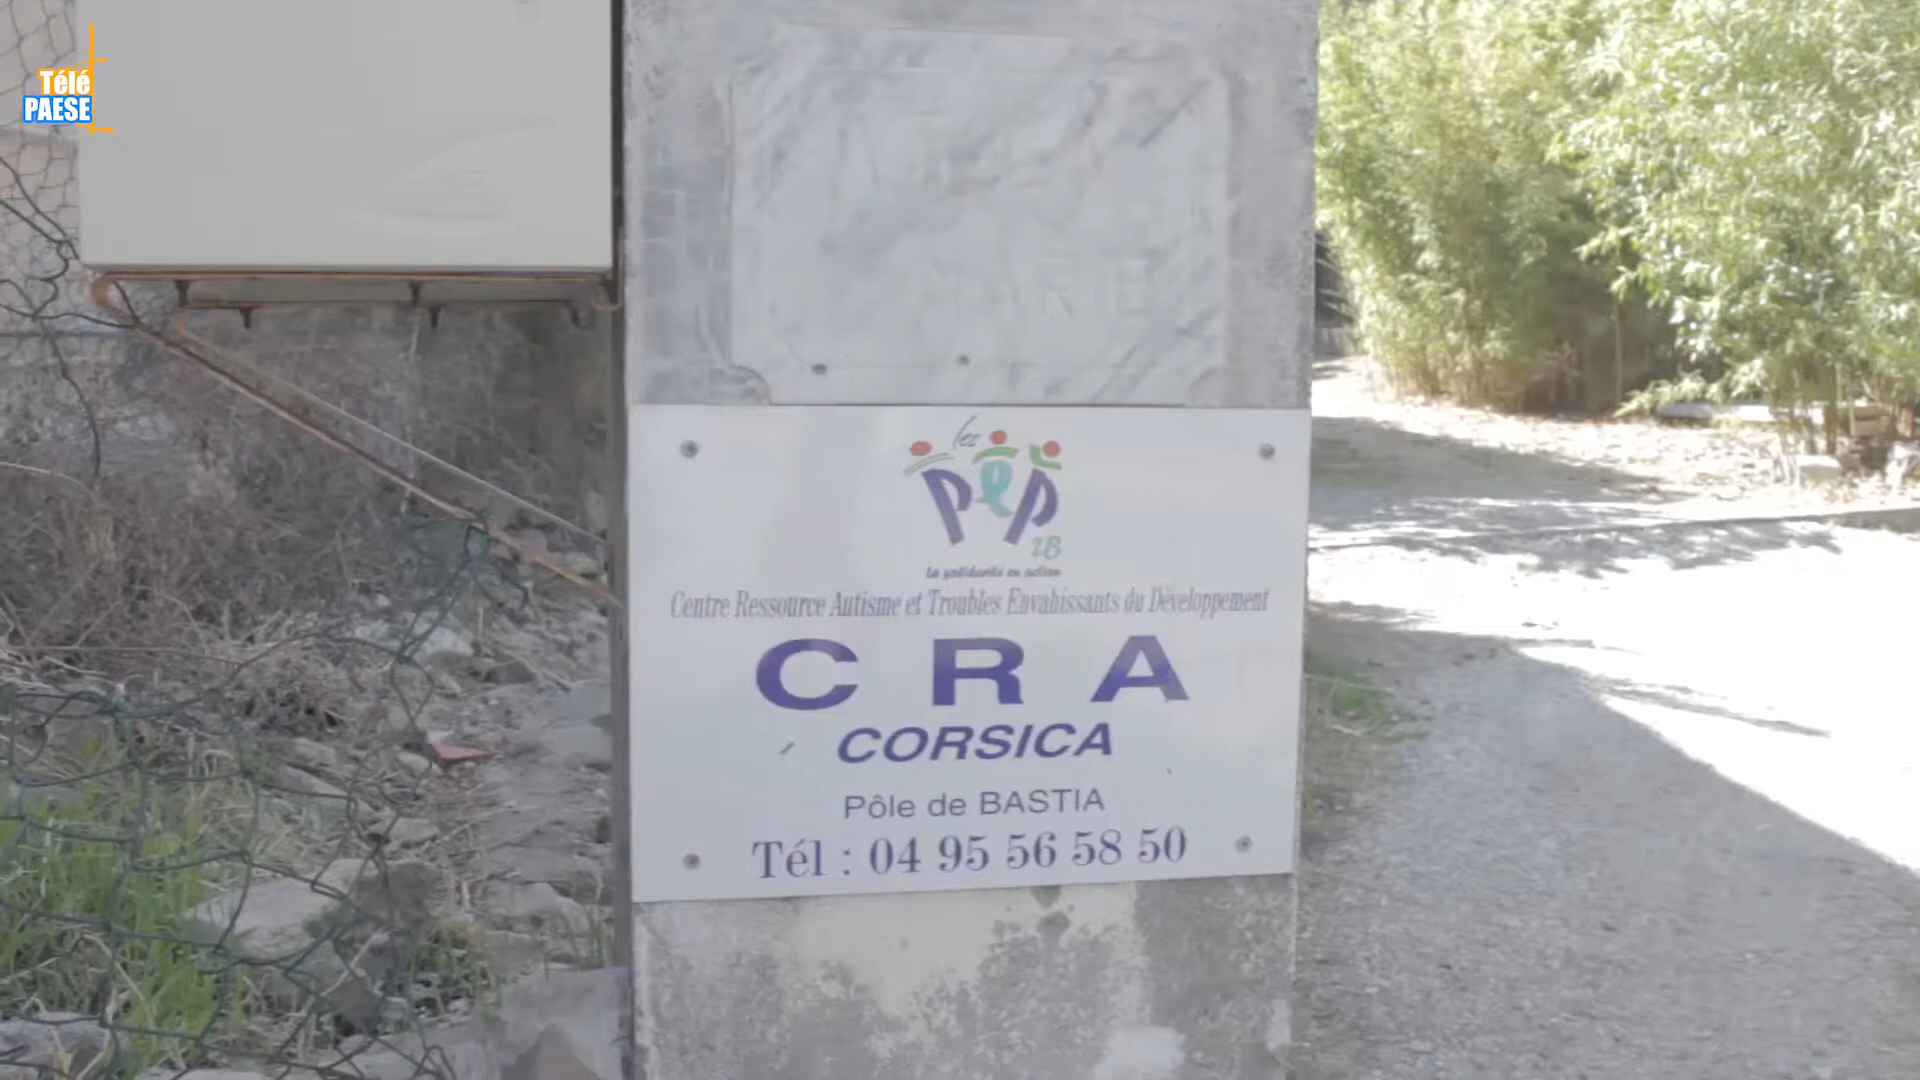 Télé
PAESE
les
pep
2B
La solidarité en action
Centre Ressource Autisme et Troubles Envahissants du Développement
C R A
CORSICA
Pôle de BASTIA
Tél : 04 95 56 58 50